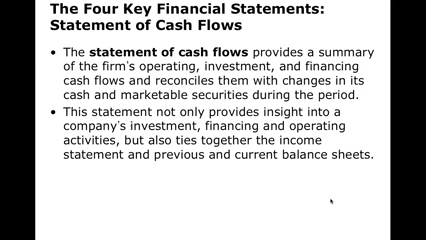 The Four Key Financial Statements:
Statement of Cash Flows
• The statement of cash flows provides a summary
of the firm's operating, investment, and financing
cash flows and reconciles them with changes in its
cash and marketable securities during the period.
• This statement not only provides insight into a
company's investment, financing and operating
activities, but also ties together the income
statement and previous and current balance sheets.